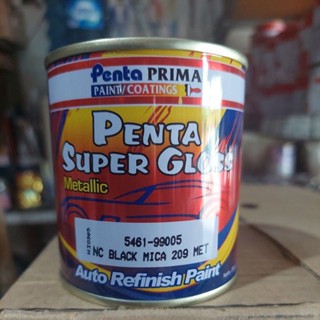 Penta PRIMA
PAINT/COATINGS
PENTA
SUPER GLOSS
Metallic
5461-99005
NC BLACK MICA 209 MET
Auto Refinish Paint